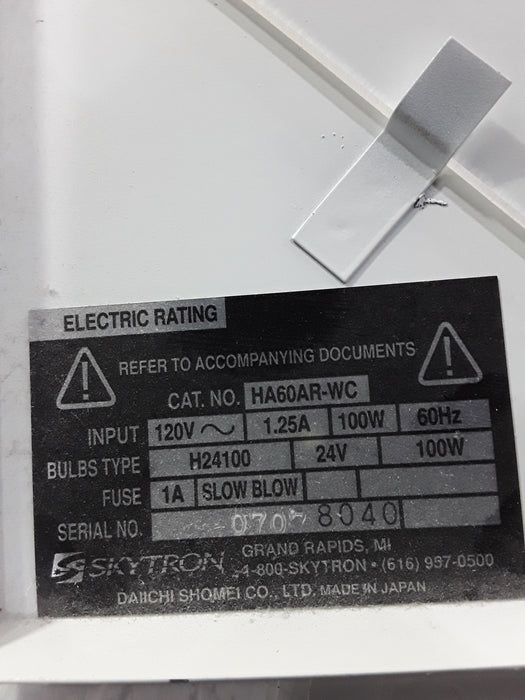 ELECTRIC RATING
REFER TO ACCOMPANYING DOCUMENTS
CAT. NO. HA60AR-WC
INPUT 120V ~ 1.25A 100W 60Hz
BULBS TYPE H24100 24V 100W
FUSE 1A SLOW BLOW
SERIAL NO. 8040
SKYTRON GRAND RAPIDS, MI
1-800-SKYTRON • (616) 957-0500
DAIICHI SHOMEI CO., LTD. MADE IN JAPAN